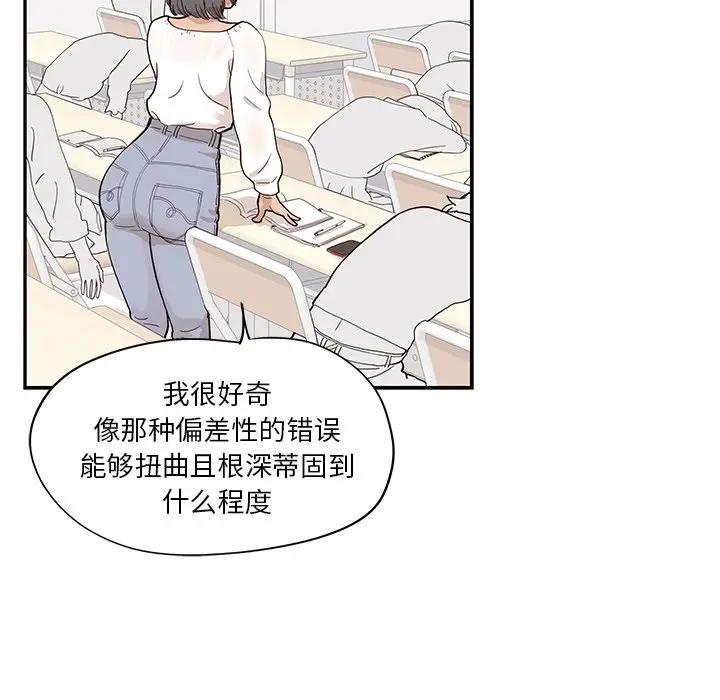 我很好奇
像那种偏差性的错误
能够扭曲且根深蒂固到
什么程度